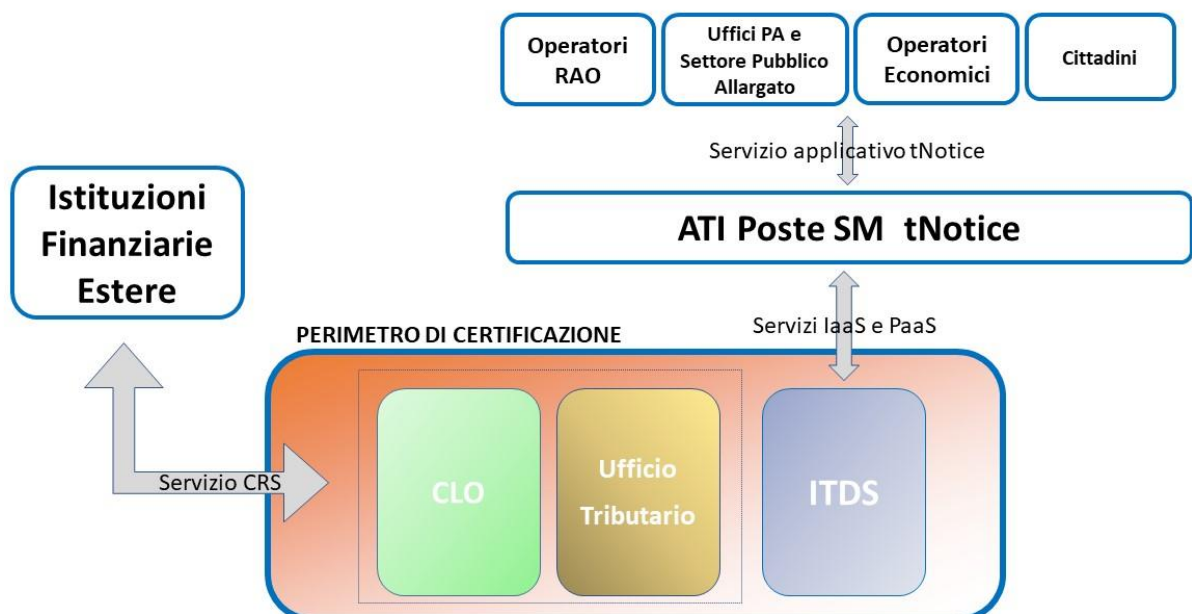 Operatori
RAO
Uffici PA e
Settore Pubblico
Allargato
Operatori
Economici
Cittadini
Servizio applicativo tNotice
Istituzioni
Finanziarie
Estere
ATI Poste SM tNotice
Servizi IaaS e PaaS
PERIMETRO DI CERTIFICAZIONE
Servizio CRS
CLO
Ufficio
Tributario
ITDS